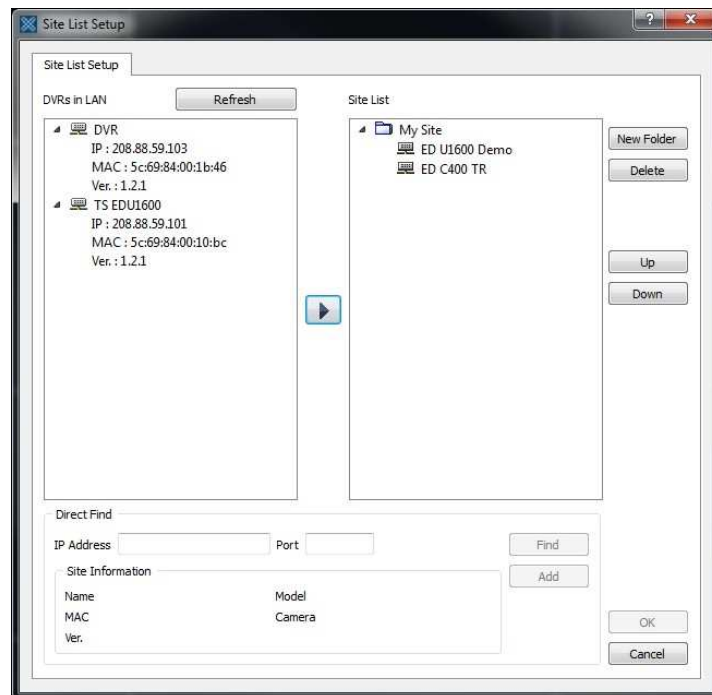 Site List Setup
Site List Setup
DVRs in LAN
Refresh
Site List
DVR
IP : 208.88.59.103
MAC : 5c:69:84:00:1b:46
Ver. : 1.2.1
TS EDU1600
IP : 208.88.59.101
MAC : 5c:69:84:00:10:bc
Ver. : 1.2.1
My Site
ED U1600 Demo
ED C400 TR
New Folder
Delete
Up
Down
Direct Find
IP Address
Port
Find
Site Information
Add
Name
Model
MAC
Camera
Ver.
OK
Cancel